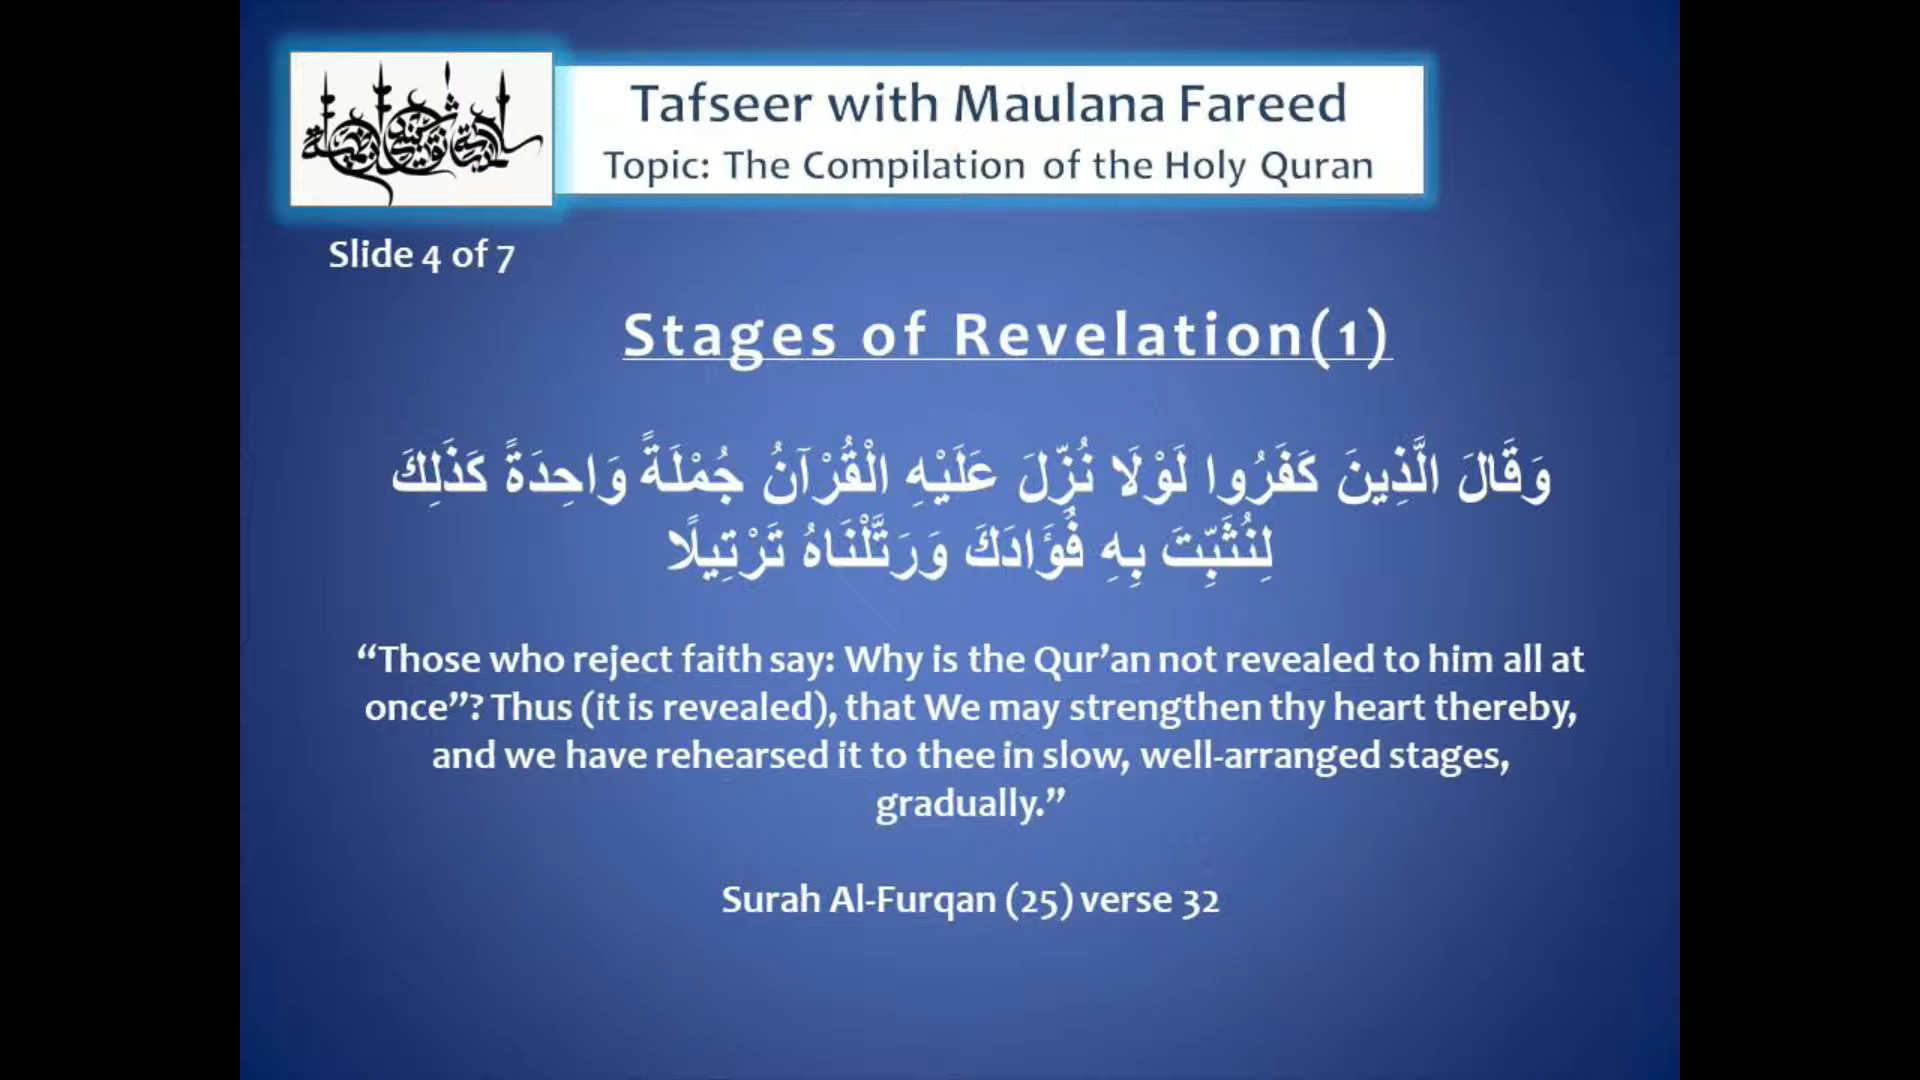 Tafseer with Maulana Fareed
Topic: The Compilation of the Holy Quran
Slide 4 of 7
Stages of Revelation(1)
وَقَالَ الَّذِينَ كَفَرُوا لَوْلَا نُزِّلَ عَلَيْهِ الْقُرْآنُ جُمْلَةً وَاحِدَةً كَذَلِكَ
لِنُثَبِّتَ بِهِ فُؤَادَكَ وَرَتَّلْنَاهُ تَرْتِيلًا
“Those who reject faith say: Why is the Qur’an not revealed to him all at
once”? Thus (it is revealed), that We may strengthen thy heart thereby,
and we have rehearsed it to thee in slow, well-arranged stages,
gradually.”
Surah Al-Furqan (25) verse 32